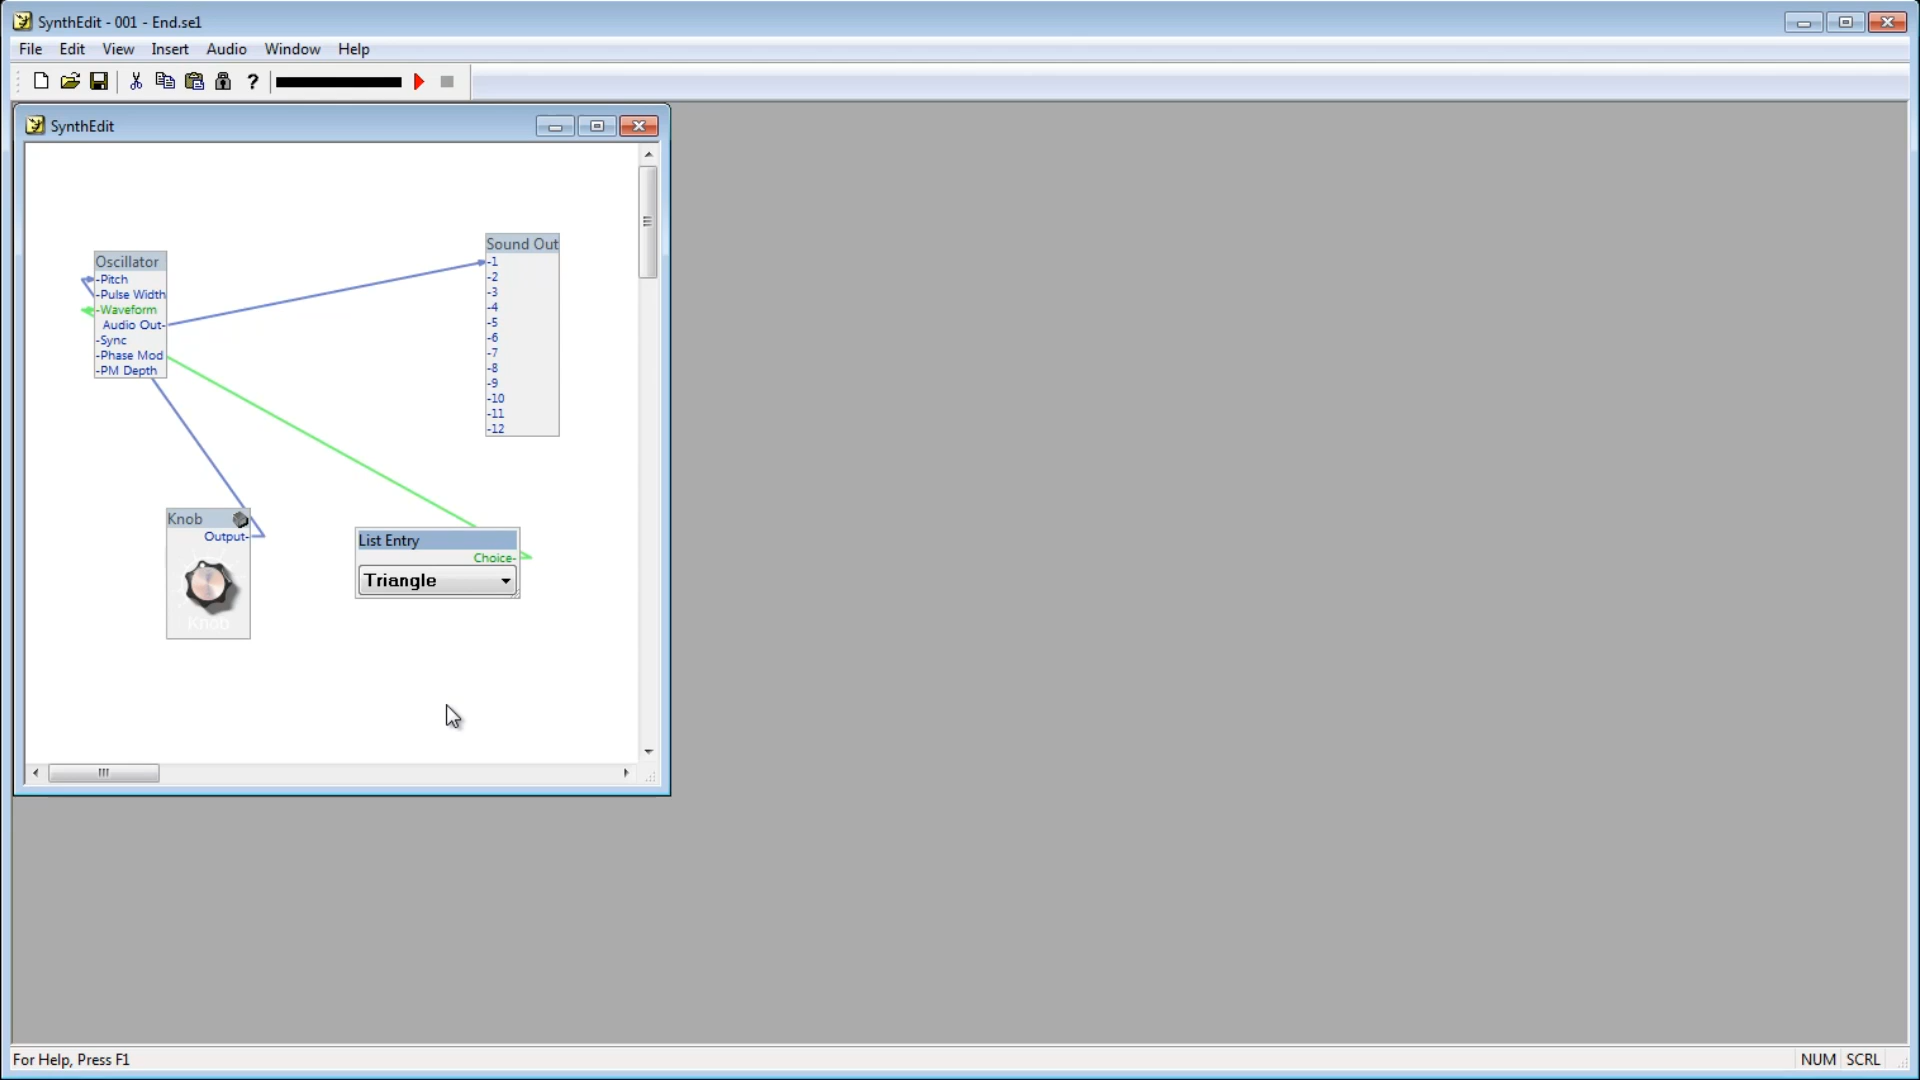 SynthEdit - 001 - End.se1
File Edit View Insert Audio Window Help
?
SynthEdit
Oscillator
-Pitch
-Pulse Width
-Waveform
Audio Out-
-Sync
-Phase Mod
-PM Depth
Sound Out
-1
-2
-3
-4
-5
-6
-7
-8
-9
-10
-11
-12
Knob
Output-
Knob
List Entry
Choice-
Triangle
For Help, Press F1
NUM SCRL